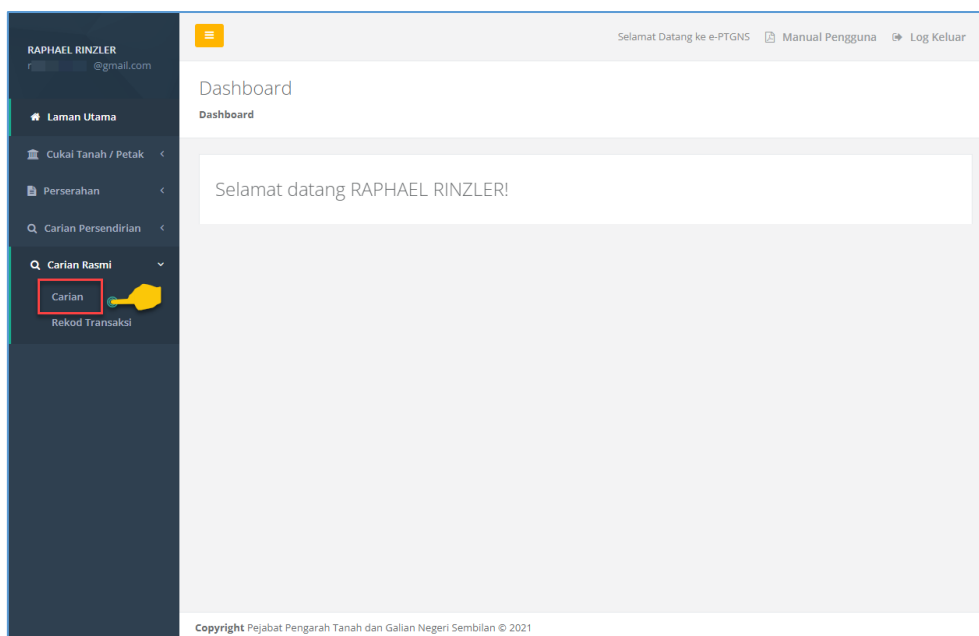 RAPHAEL RINZLER
r @gmail.com
Laman Utama
Cukai Tanah / Petak
Perserahan
Carian Persendirian
Carian Rasmi
Carian
Rekod Transaksi
Selamat Datang ke e-PTGNS Manual Pengguna Log Keluar
Dashboard
Dashboard
Selamat datang RAPHAEL RINZLER!
Copyright Pejabat Pengarah Tanah dan Galian Negeri Sembilan © 2021